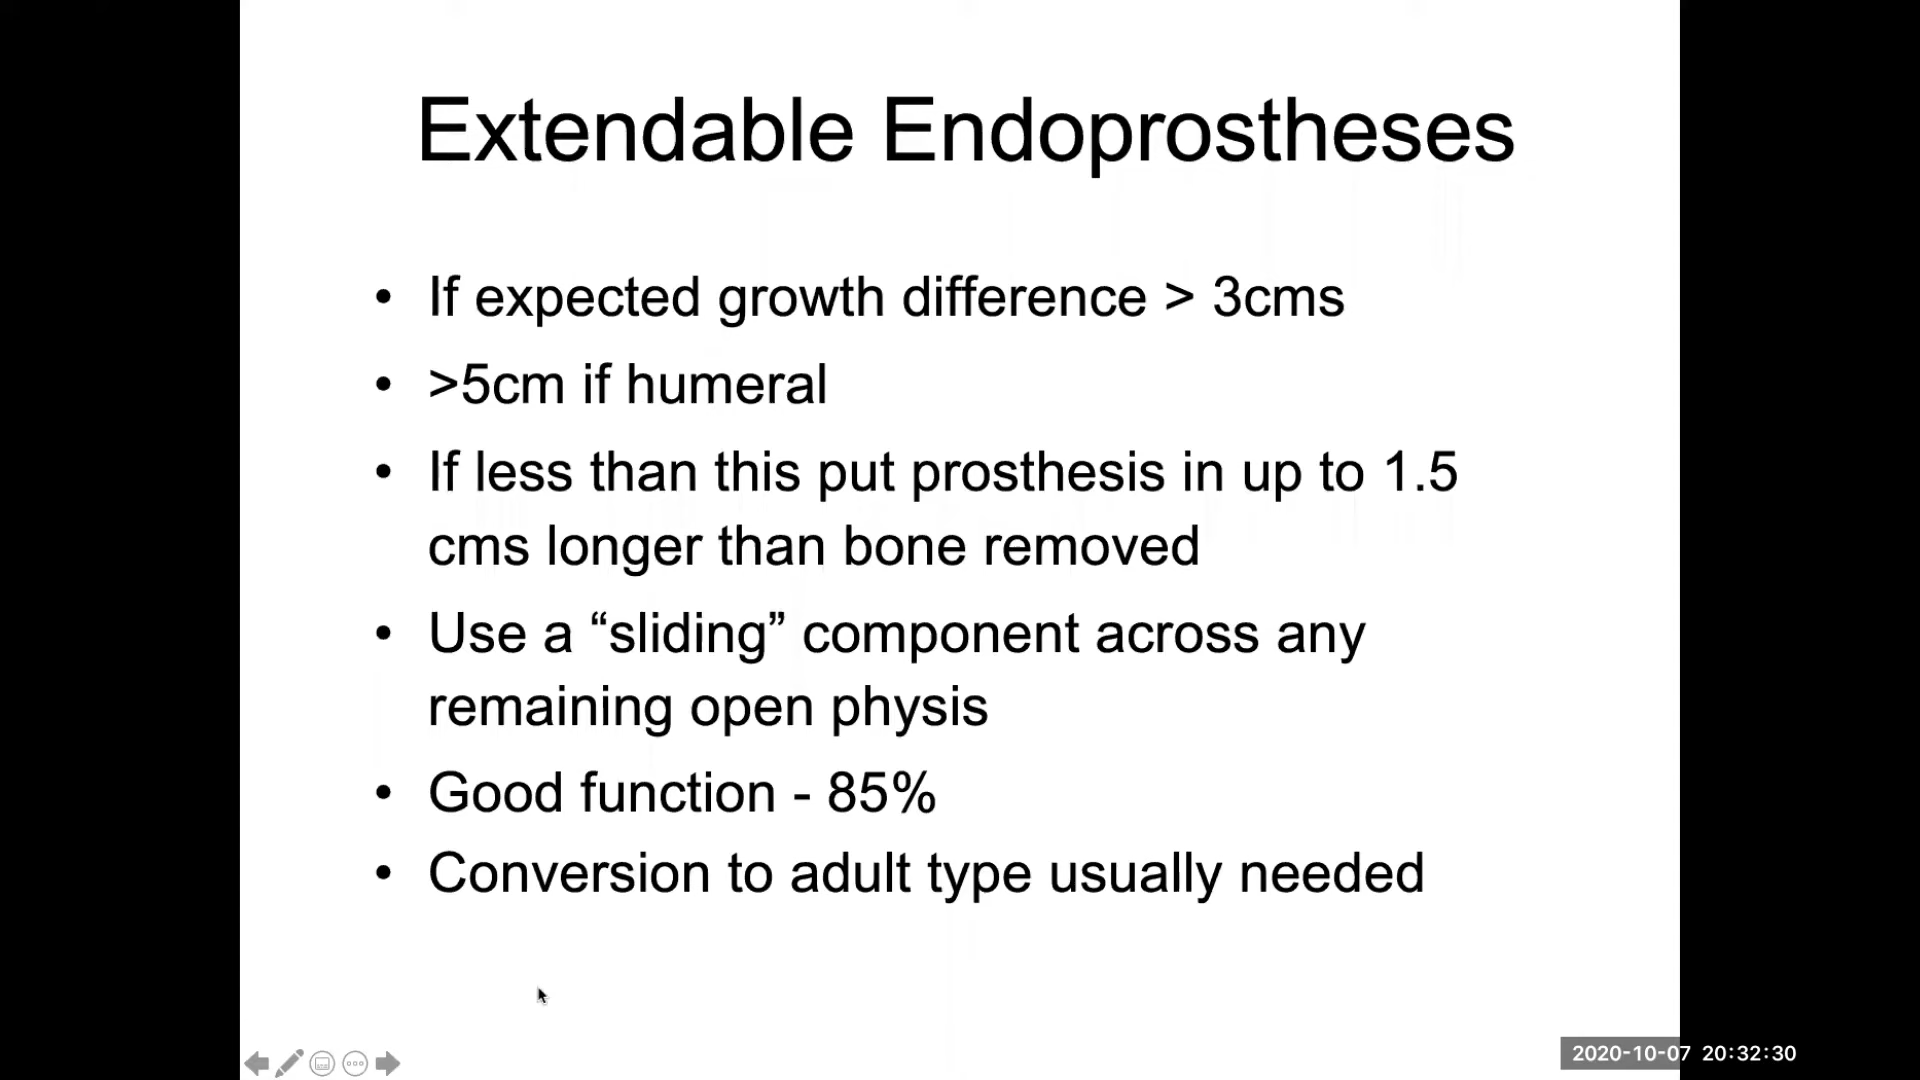 Extendable Endoprostheses
• If expected growth difference > 3cms
• >5cm if humeral
• If less than this put prosthesis in up to 1.5
cms longer than bone removed
• Use a “sliding” component across any
remaining open physis
• Good function - 85%
• Conversion to adult type usually needed
2020-10-07 20:32:30